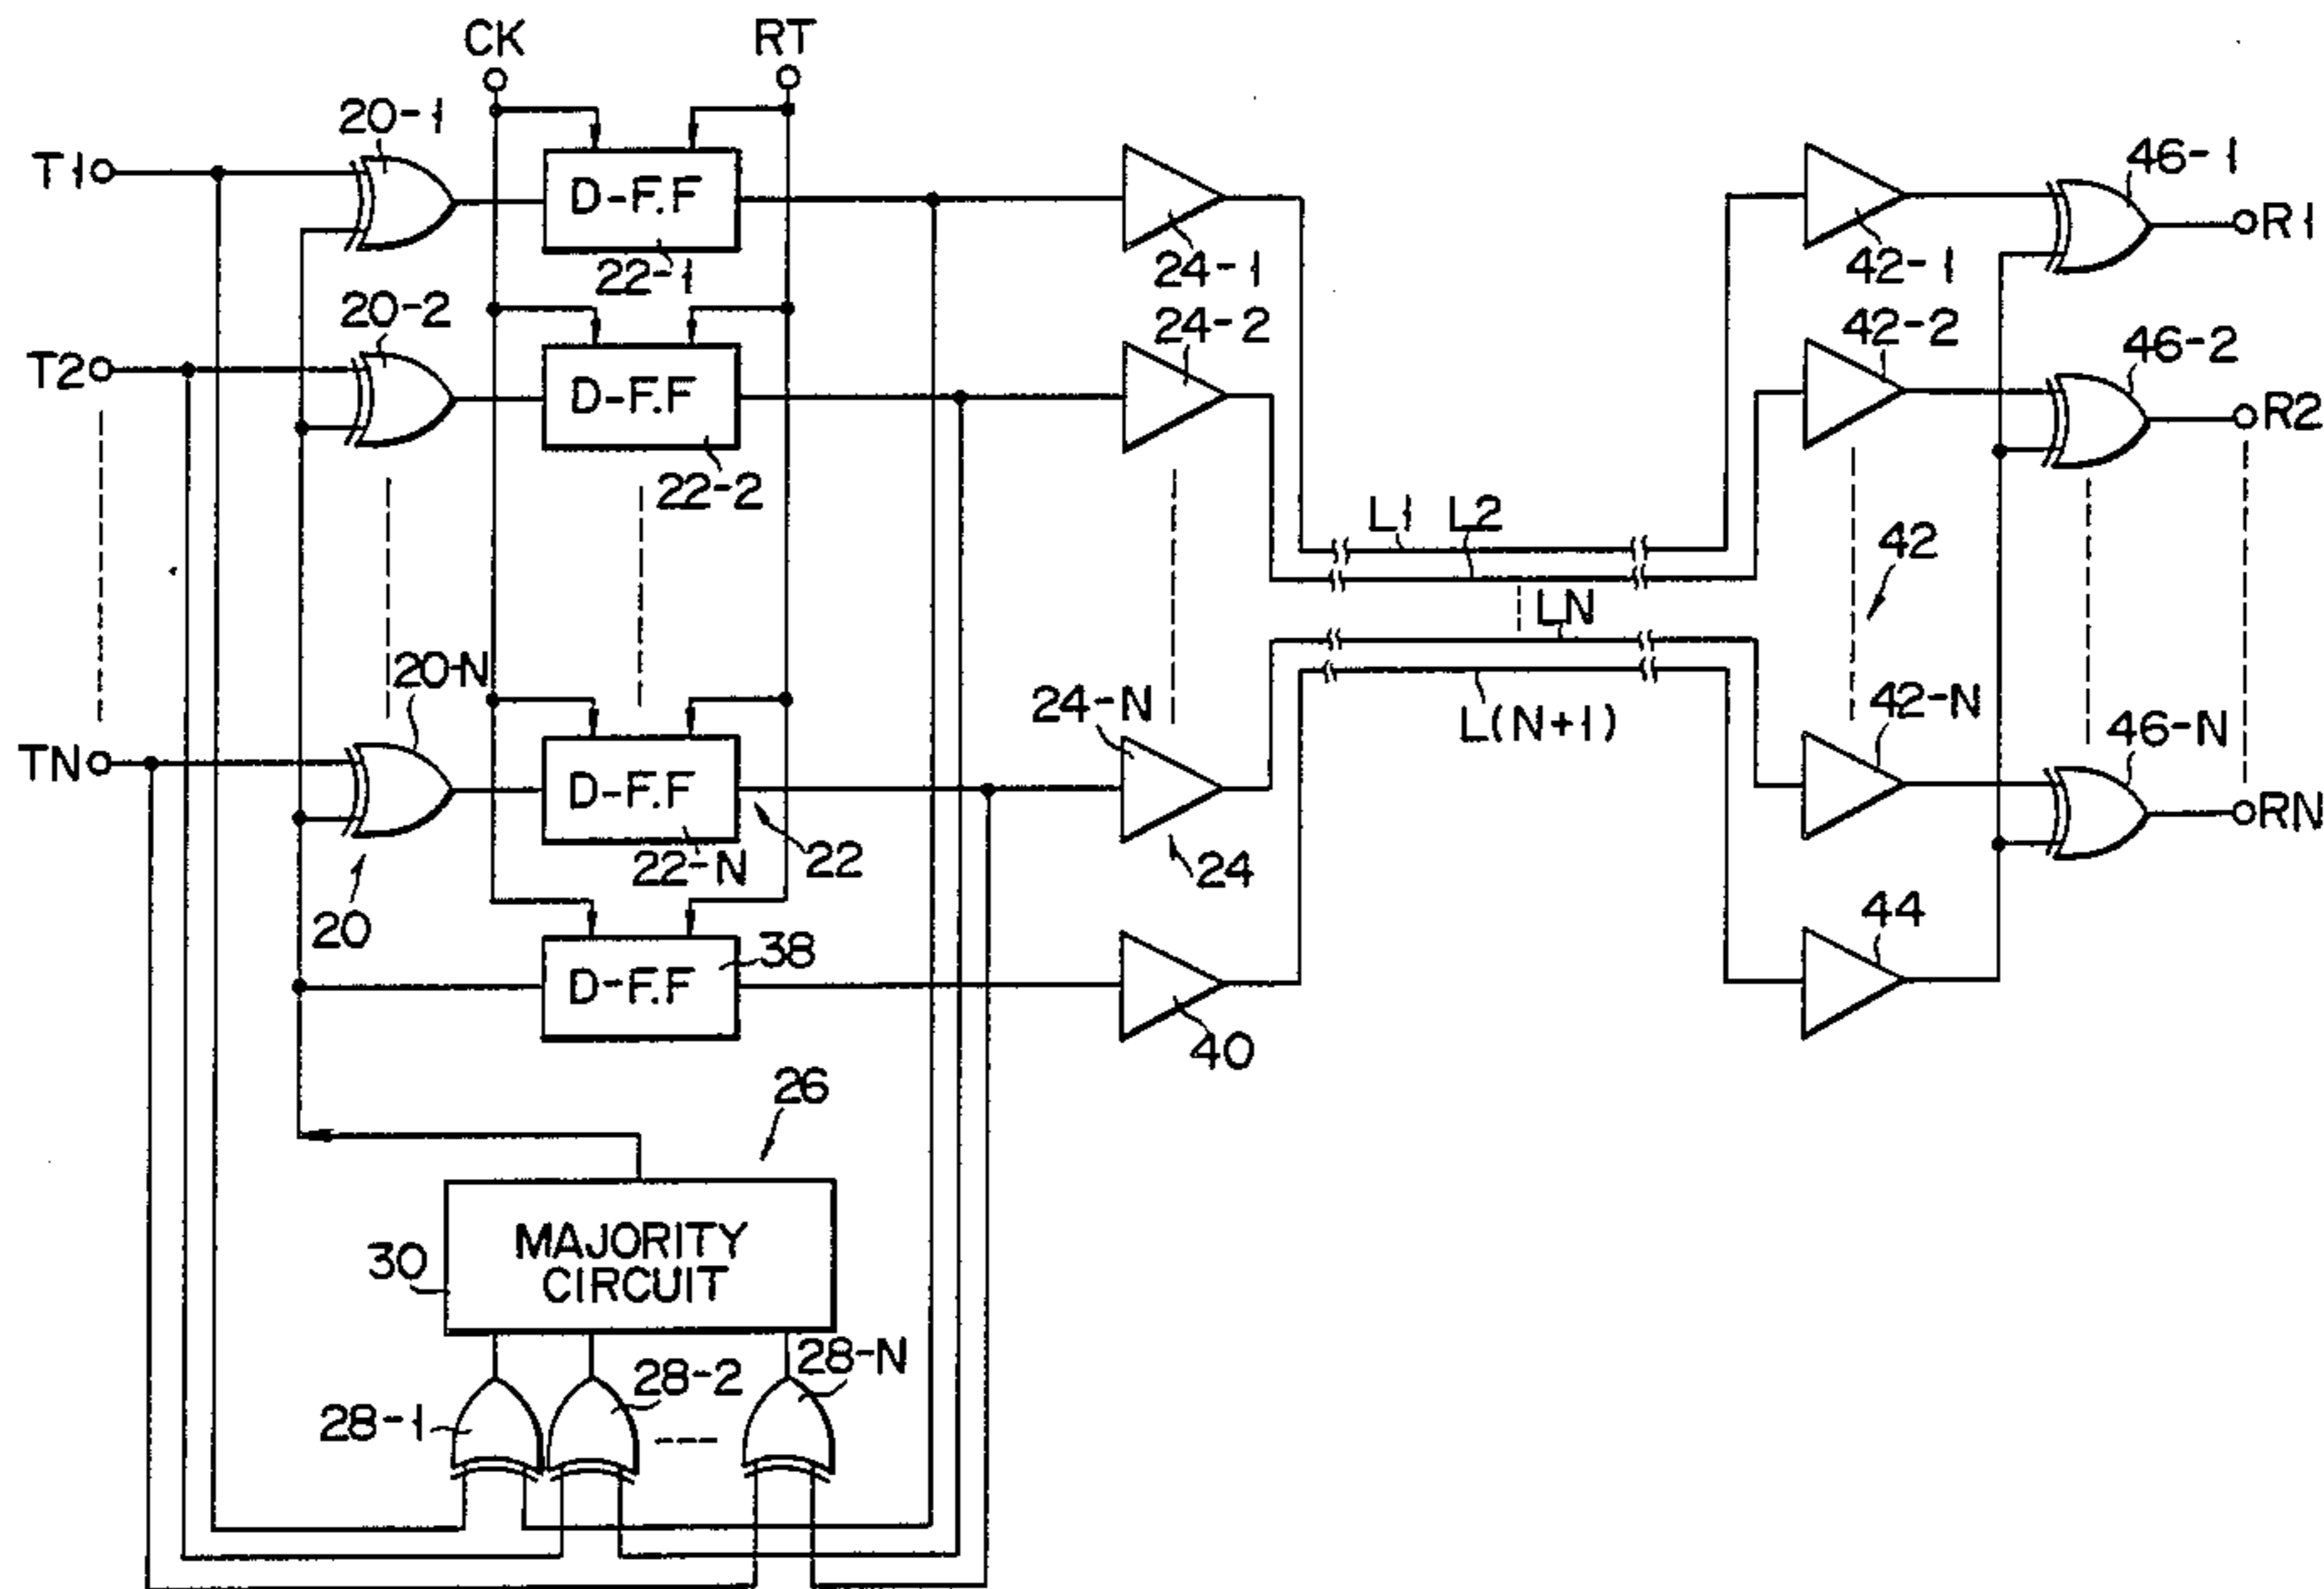 CK
RT
20-1
T1
D-F.F
22-1
24-1
42-1
46-1
R1
20-2
T2
D-F.F
22-2
24-2
42-2
46-2
R2
L1
L2
LN
L(N+1)
42
20-N
TN
D-F.F
22-N
22
24-N
24
42-N
46-N
RN
20
D-F.F
38
40
44
26
MAJORITY
CIRCUIT
30
28-1
28-2
28-N